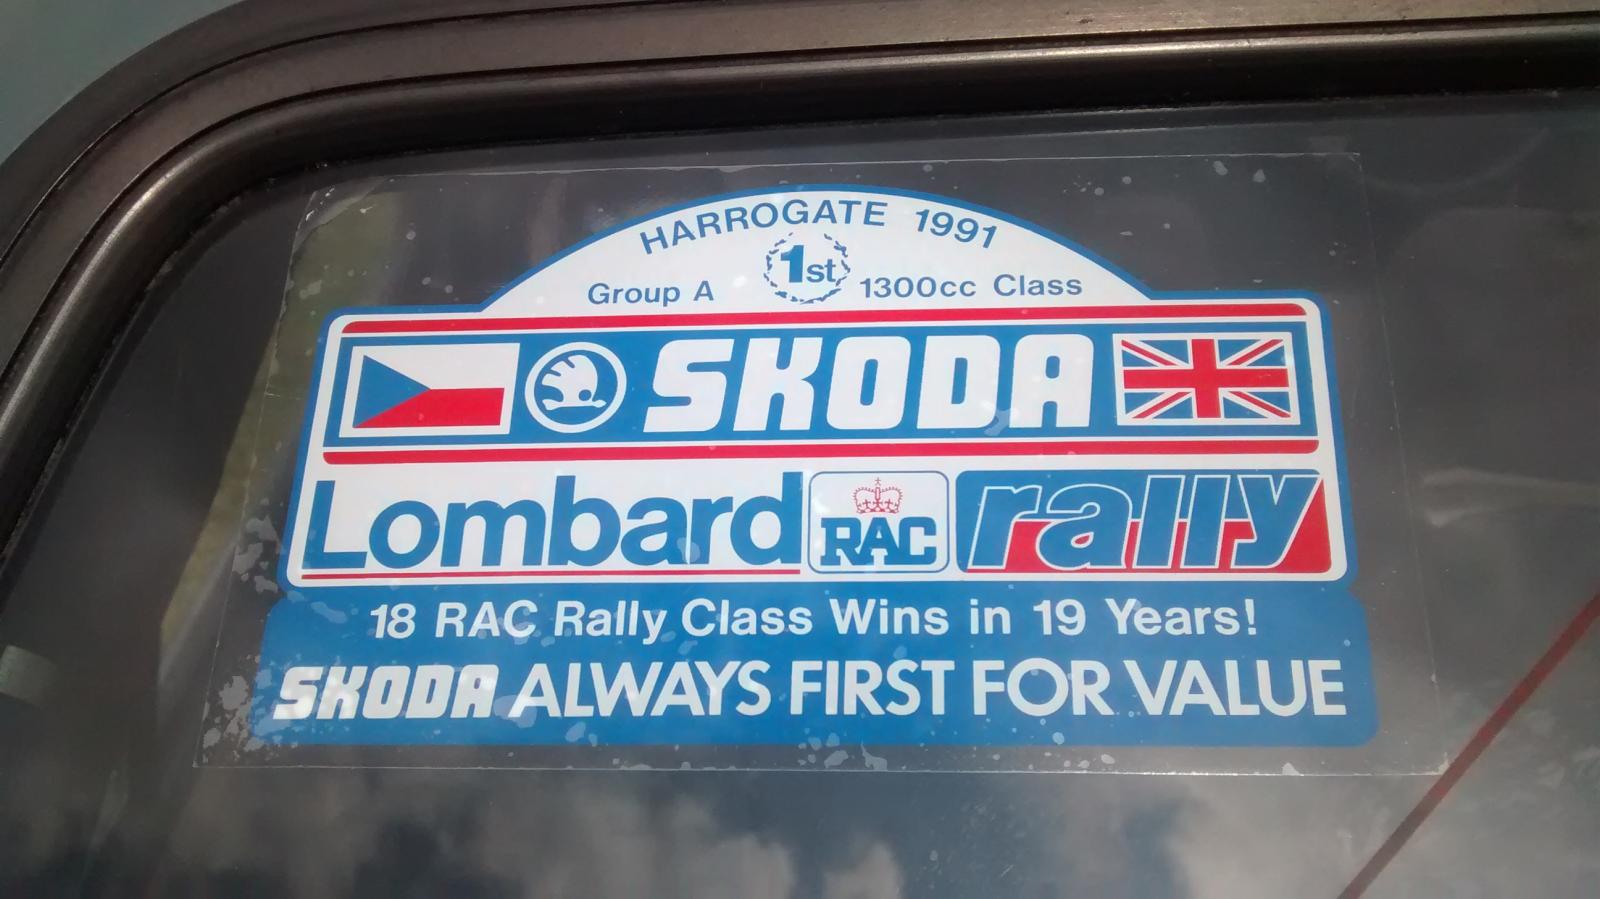 HARROGATE 1991
Group A 1st 1300cc Class
SKODA
Lombard RAC rally
18 RAC Rally Class Wins in 19 Years!
SKODA ALWAYS FIRST FOR VALUE